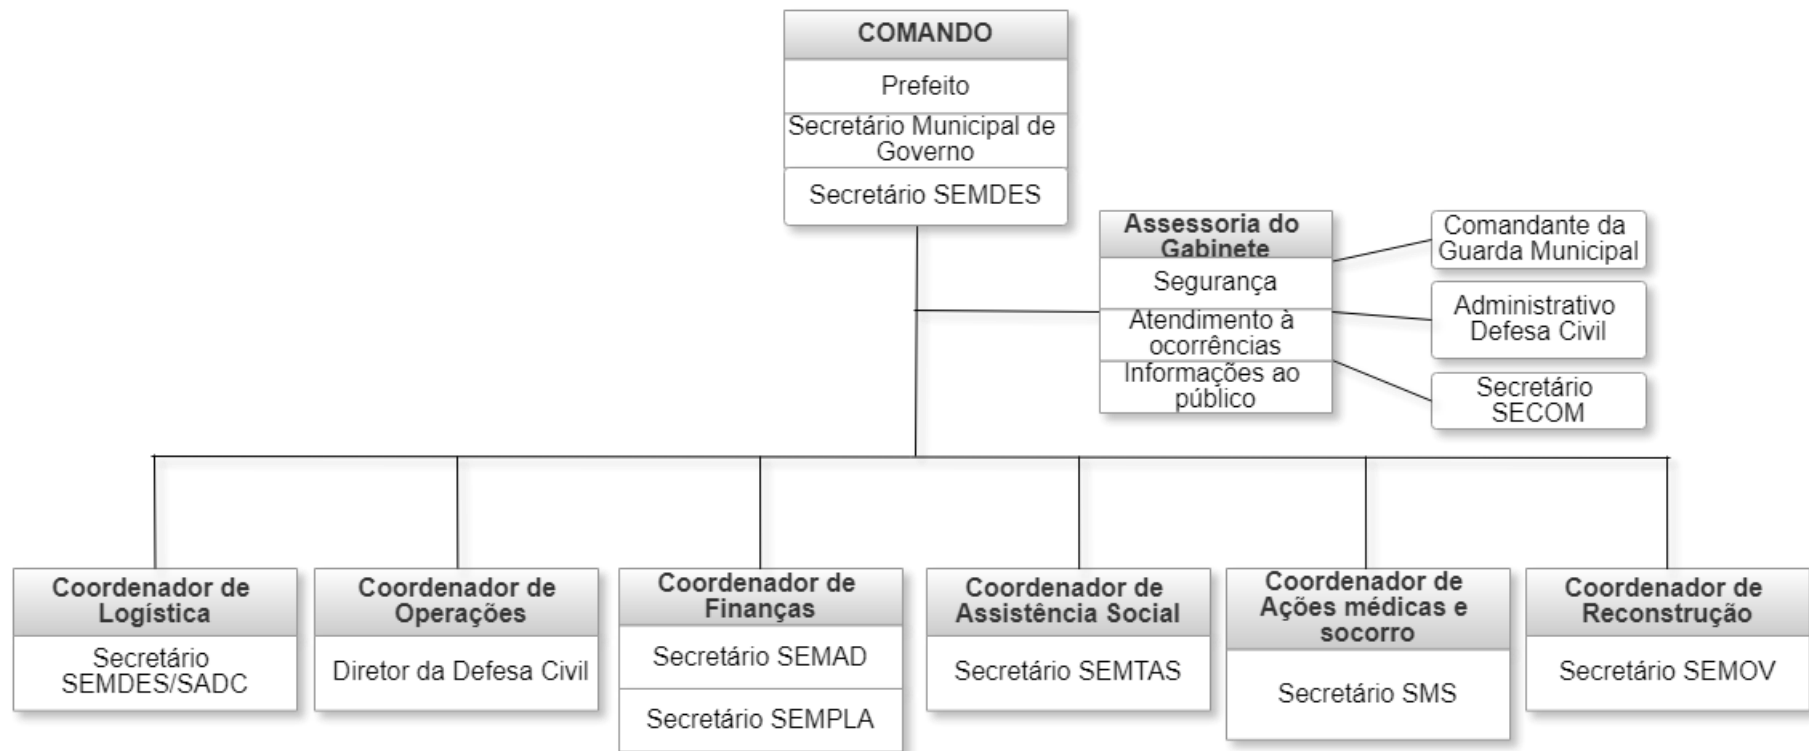 COMANDO
Prefeito
Secretário Municipal de
Governo
Secretário SEMDES
Assessoria do
Gabinete
Segurança
Atendimento à
ocorrências
Informações ao
público
Comandante da
Guarda Municipal
Administrativo
Defesa Civil
Secretário
SECOM
Coordenador de
Logística
Secretário
SEMDES/SADC
Coordenador de
Operações
Diretor da Defesa Civil
Coordenador de
Finanças
Secretário SEMAD
Secretário SEMPLA
Coordenador de
Assistência Social
Secretário SEMTAS
Coordenador de
Ações médicas e
socorro
Secretário SMS
Coordenador de
Reconstrução
Secretário SEMOV